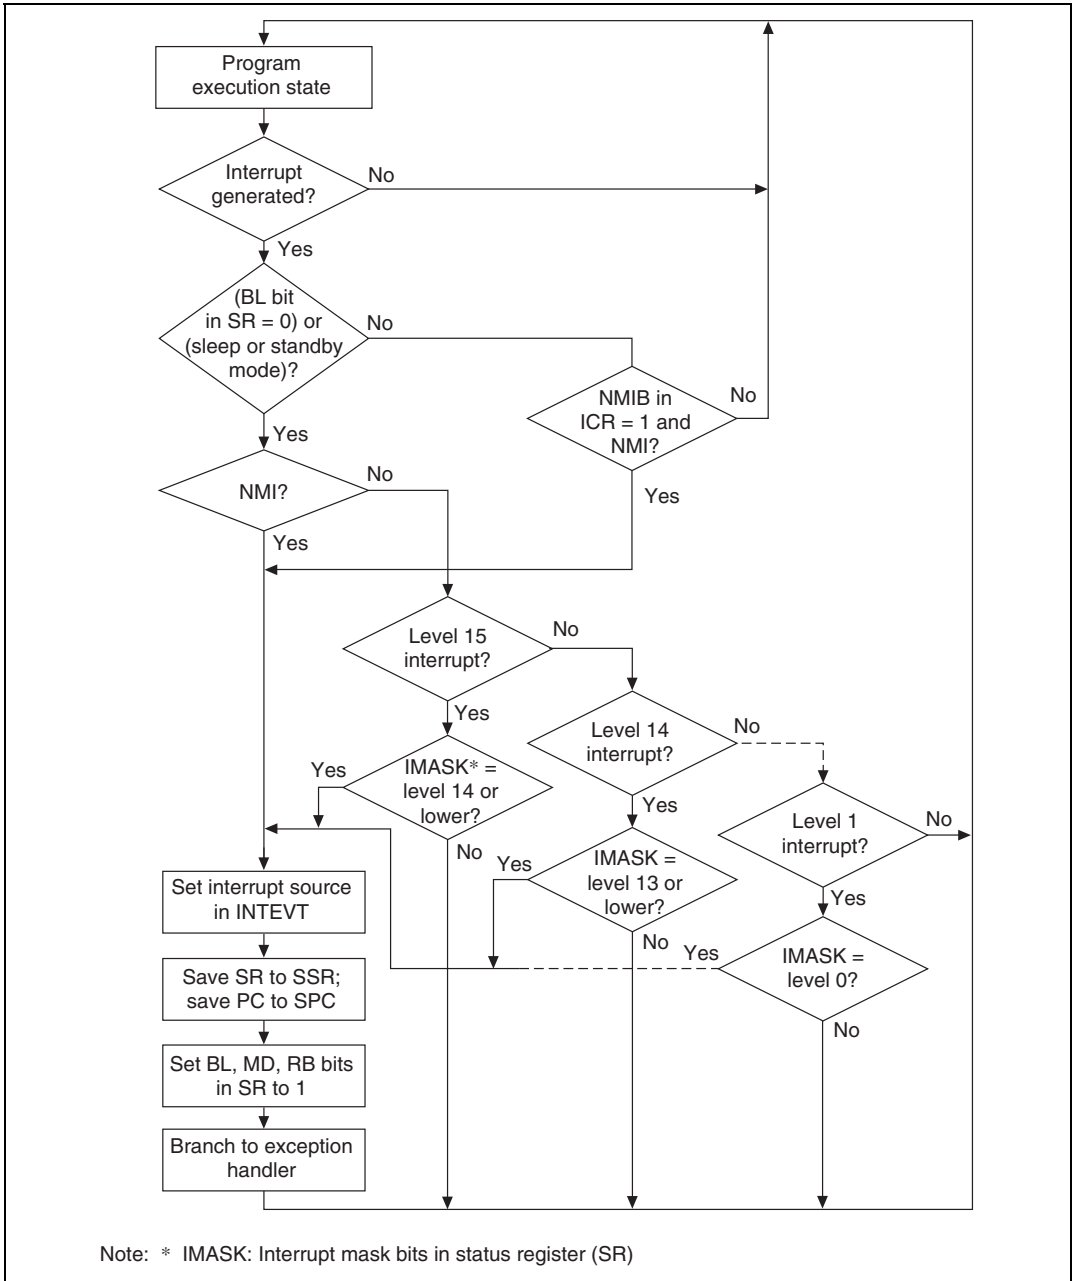 Program
execution state
Interrupt
generated?
No
Yes
(BL bit
in SR = 0) or
(sleep or standby
mode)?
No
Yes
NMIB in
ICR = 1 and
NMI?
No
Yes
NMI?
No
Yes
Level 15
interrupt?
No
Yes
Level 14
interrupt?
No
Yes
IMASK* =
level 14 or
lower?
Yes
No
Level 1
interrupt?
No
Yes
IMASK =
level 13 or
lower?
Yes
No
IMASK =
level 0?
Yes
No
Set interrupt source
in INTEVT
Save SR to SSR;
save PC to SPC
Set BL, MD, RB bits
in SR to 1
Branch to exception
handler
Note: * IMASK: Interrupt mask bits in status register (SR)